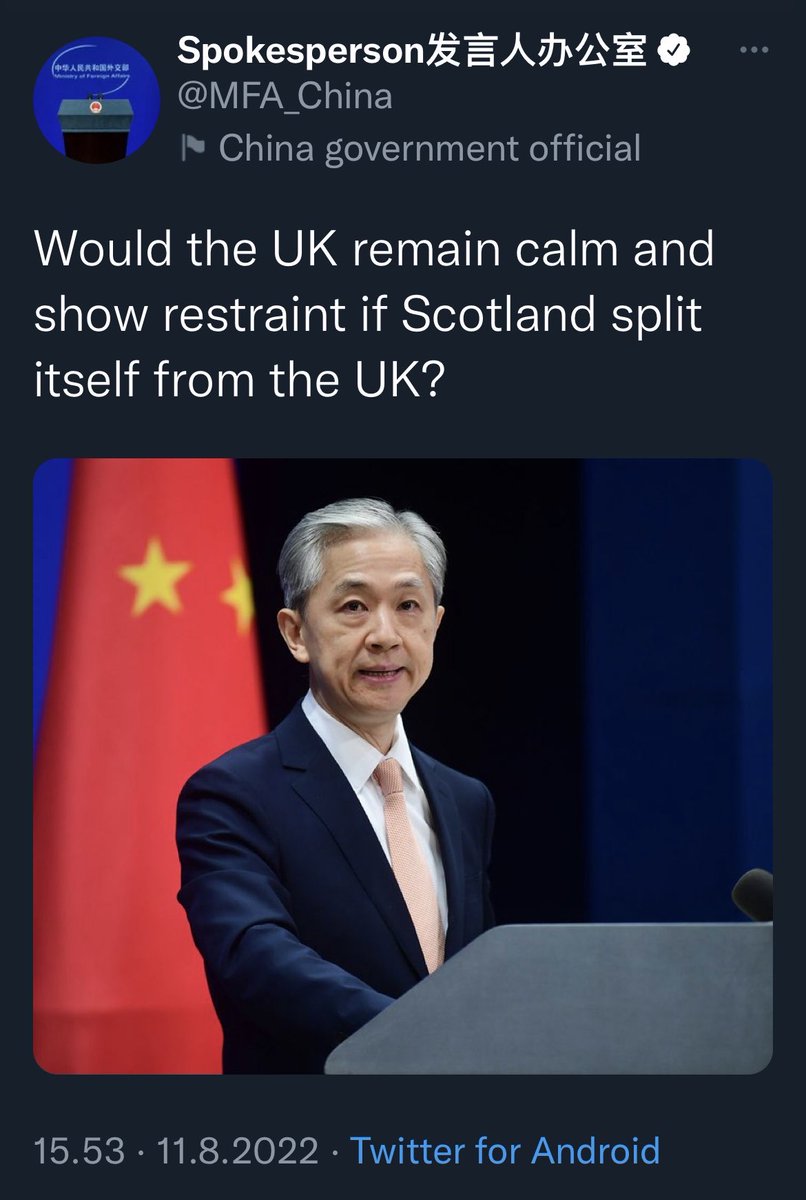 Spokesperson发言人办公室
中华人民共和国外交部
Ministry of Foreign Affairs
@MFA_China
China government official
Would the UK remain calm and
show restraint if Scotland split
itself from the UK?
15.53 · 11.8.2022 · Twitter for Android